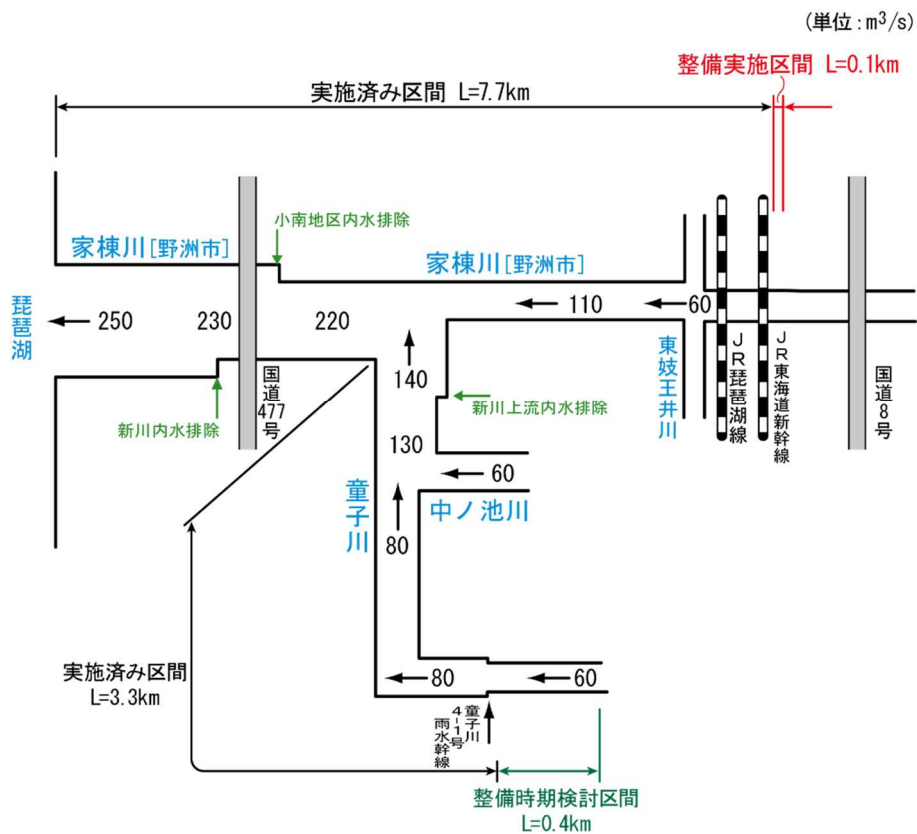 (単位:m³/s)
整備実施区間 L=0.1km
実施済み区間 L=7.7km
小南地区内水排除
家棟川[野洲市]
家棟川[野洲市]
琵琶湖
250
230
220
110
60
国道477号
新川内水排除
140
新川上流内水排除
東妓王井川
JR琵琶湖線
JR東海道新幹線
国道8号
130
60
童子川
中ノ池川
80
実施済み区間
L=3.3km
80
60
童子川
4-1号
雨水幹線
整備時期検討区間
L=0.4km